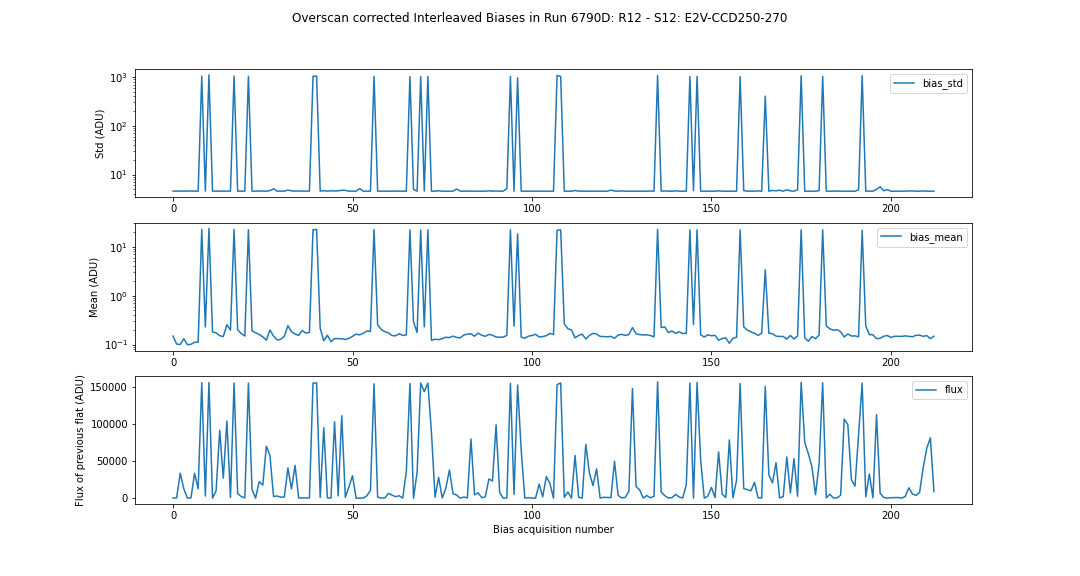 Overscan corrected Interleaved Biases in Run 6790D: R12 - S12: E2V-CCD250-270
Std (ADU)
10³
10²
10¹
bias_std
0 50 100 150 200
Mean (ADU)
10¹
10⁰
10⁻¹
bias_mean
0 50 100 150 200
Flux of previous flat (ADU)
150000
100000
50000
0
flux
0 50 100 150 200
Bias acquisition number